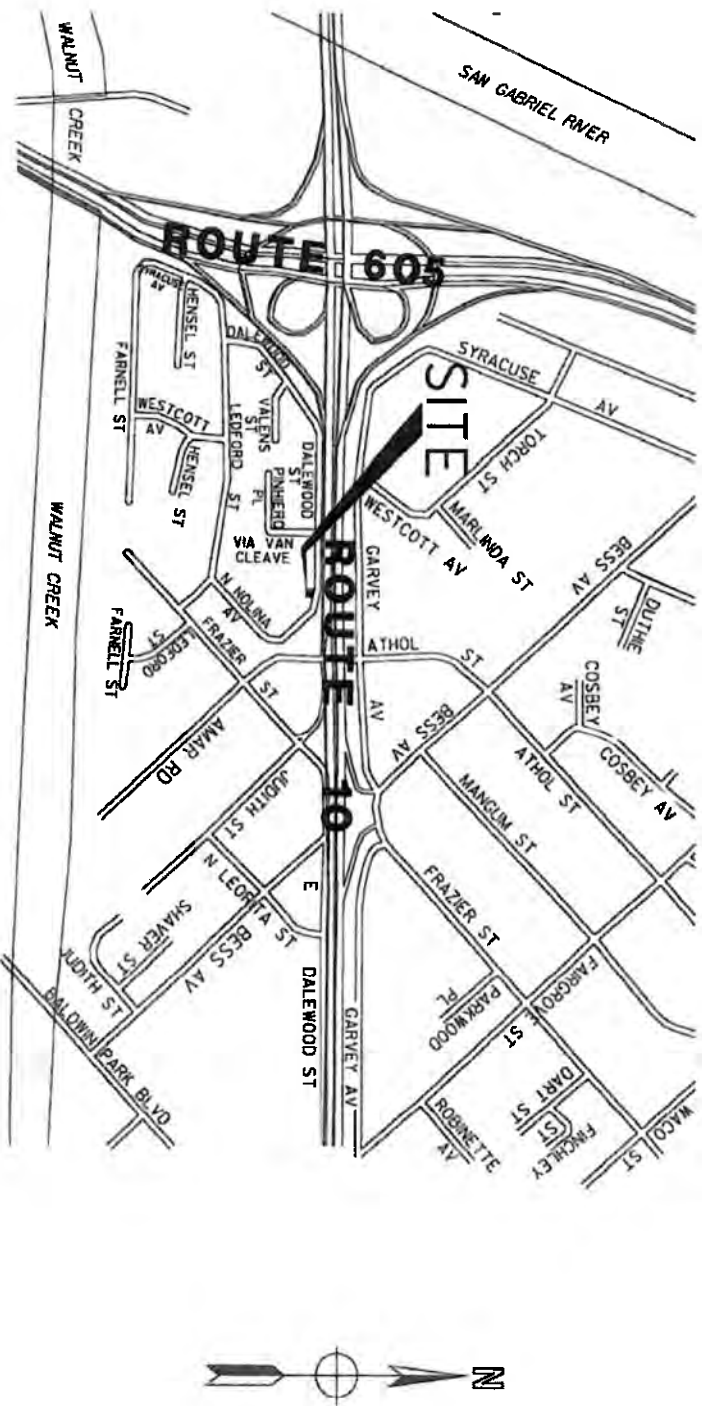 SAN GABRIEL RIVER
WALNUT
CREEK
ROUTE 605
SYRACUSE
AV
SITE
TORCH ST
MARLINDA ST
WESTCOTT AV
BESS AV
DUTHIE
ST
COSBEY
AV
COSBEY AV
SYRACUSE
AV
HENSEL ST
FARNELL ST
DALEWOOD
ST
VALENS
ST
LEDFORD
ST
WESTCOTT
AV
HENSEL
ST
DALEWOOD
ST
PINHEIRO
PL
VIA VAN
CLEAVE
ROUTE 10
GARVEY
AV
ATHOL
ST
ATHOL ST
BESS
AV
MANGUM ST
WALNUT CREEK
N NOLINA
AV
FRAZIER
ST
LEDFORD
ST
FARNELL ST
AMAR RD
JUDITH ST
N LEORITA ST
BESS AV
SHAVER ST
JUDITH ST
BALDWIN PARK BLVD
E
DALEWOOD ST
GARVEY AV
FRAZIER ST
PARKWOOD
PL
FAIRGROVE
ST
DART
ST
FINCHLEY
ST
ROBINETTE
AV
WACO
ST
N